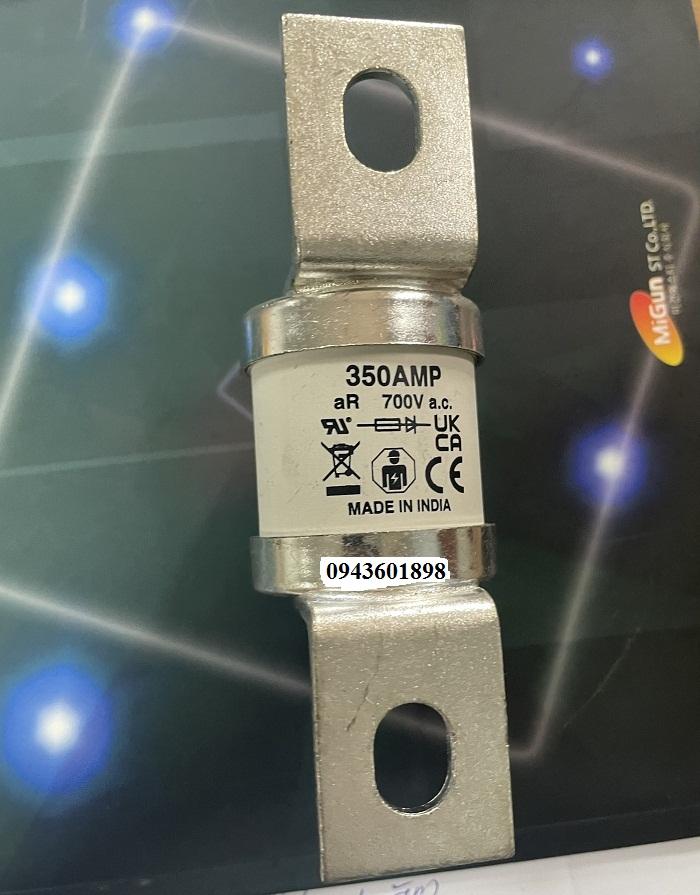 350AMP
aR 700V a.c.
UK
CA
CE
MADE IN INDIA
0943601898
MiGun ST Co.,LTD.